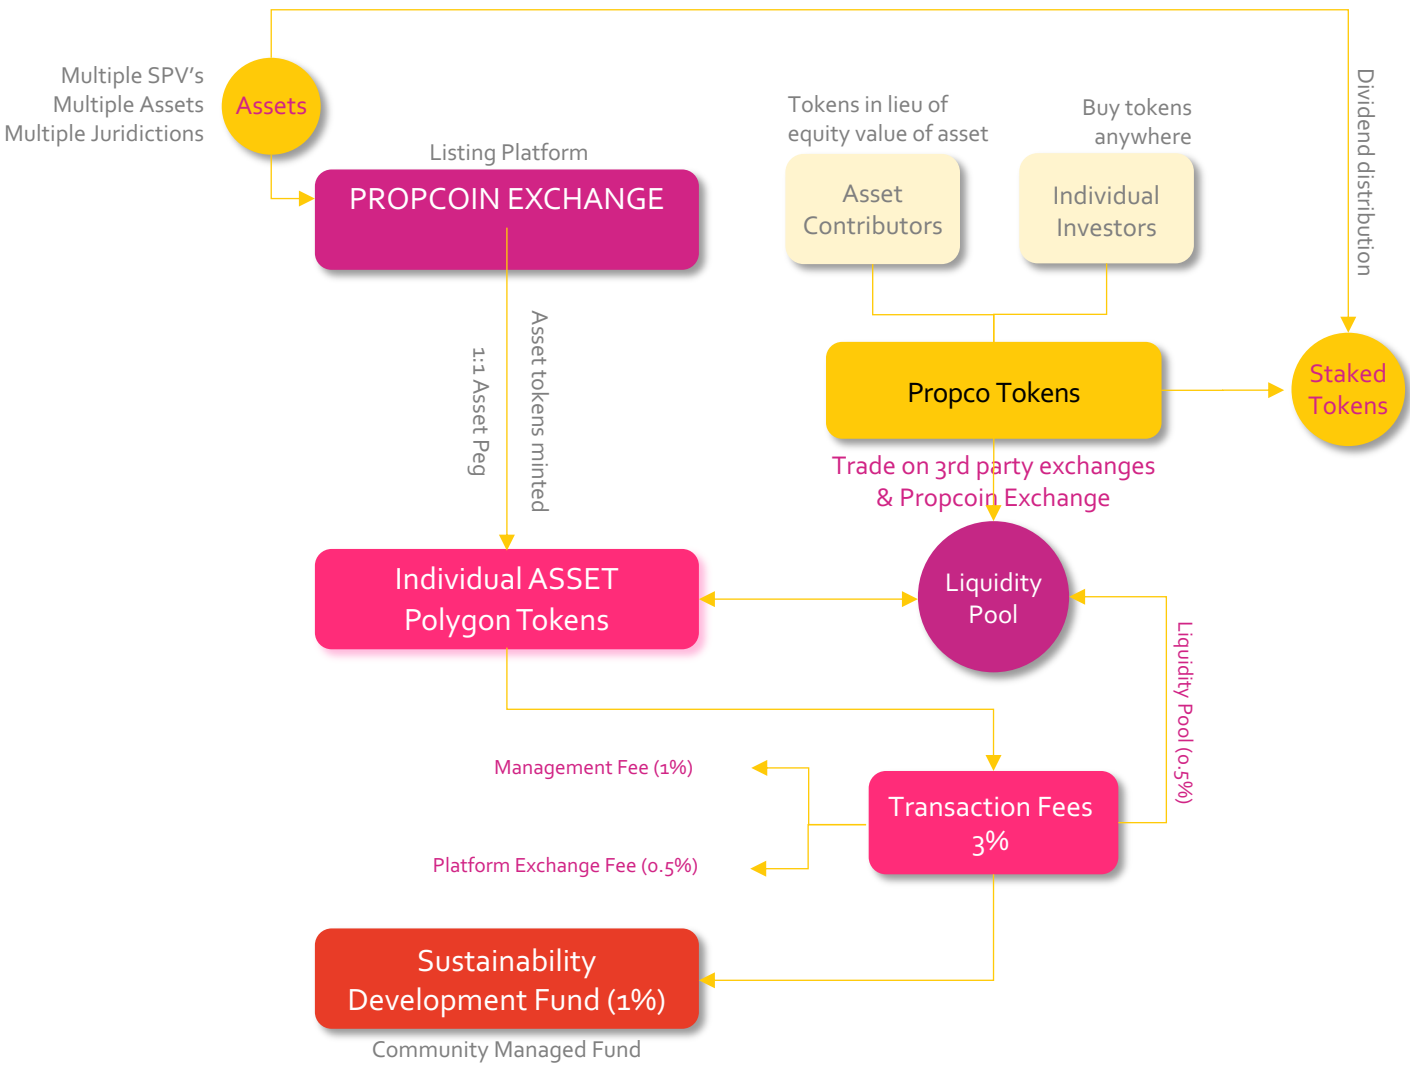 Multiple SPV's
Multiple Assets
Multiple Juridictions
Assets
Listing Platform
PROPCOIN EXCHANGE
Tokens in lieu of
equity value of asset
Asset
Contributors
Buy tokens
anywhere
Individual
Investors
Dividend distribution
Asset tokens minted
1:1 Asset Peg
Propco Tokens
Staked
Tokens
Trade on 3rd party exchanges
& Propcoin Exchange
Individual ASSET
Polygon Tokens
Liquidity
Pool
Liquidity Pool (0.5%)
Management Fee (1%)
Transaction Fees
3%
Platform Exchange Fee (0.5%)
Sustainability
Development Fund (1%)
Community Managed Fund